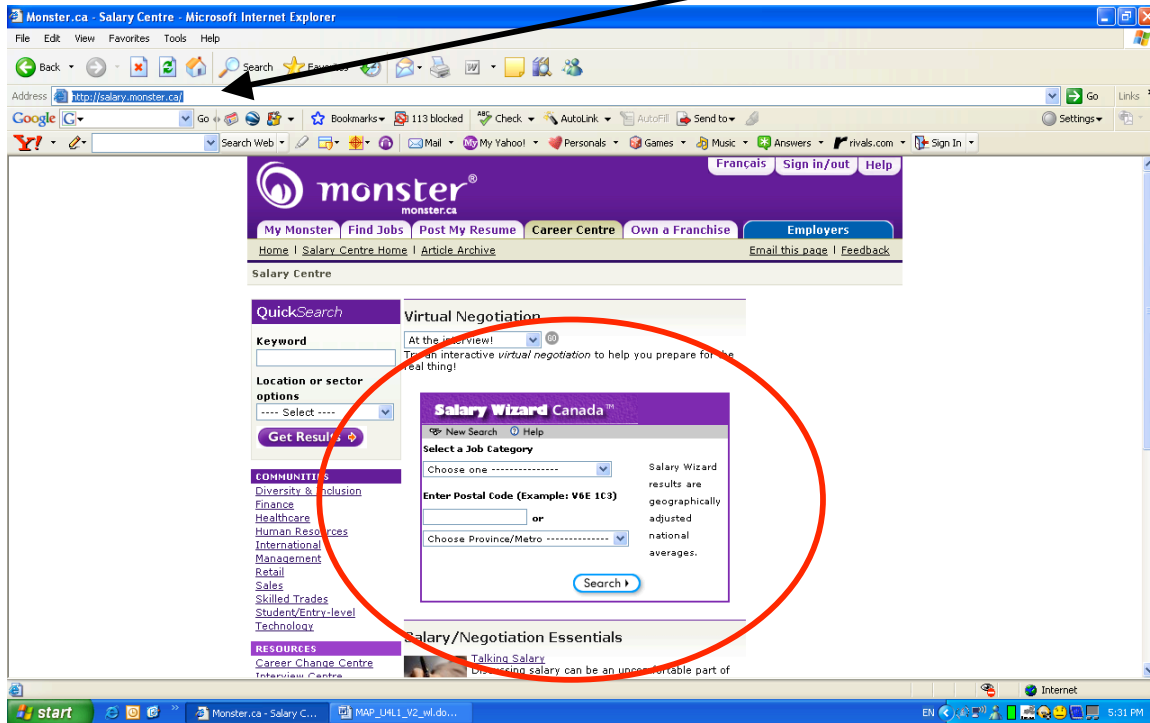 Monster.ca - Salary Centre - Microsoft Internet Explorer
File Edit View Favorites Tools Help
Back Search Favorites
Address http://salary.monster.ca/ Go Links
Google G Go Bookmarks 113 blocked Check AutoLink AutoFill Send to Settings
Y! Search Web Mail My Yahoo! Personals Games Music Answers rivals.com Sign In
Français Sign in/out Help
monster®
monster.ca
My Monster Find Jobs Post My Resume Career Centre Own a Franchise Employers
Home | Salary Centre Home | Article Archive Email this page | Feedback
Salary Centre
QuickSearch
Keyword
Location or sector
options
---- Select ----
Get Results
COMMUNITIES
Diversity & Inclusion
Finance
Healthcare
Human Resources
International
Management
Retail
Sales
Skilled Trades
Student/Entry-level
Technology
RESOURCES
Career Change Centre
Interview Centre
Virtual Negotiation
At the interview! GO
Try an interactive virtual negotiation to help you prepare for the
real thing!
Salary Wizard Canada™
New Search Help
Select a Job Category
Choose one ---------------
Enter Postal Code (Example: V6E 1C3)
or
Choose Province/Metro --------------
Salary Wizard
results are
geographically
adjusted
national
averages.
Search
Salary/Negotiation Essentials
Talking Salary
Discussing salary can be an uncomfortable part of
Internet
start Monster.ca - Salary C... MAP_U4L1_V2_wl.do... EN 5:31 PM